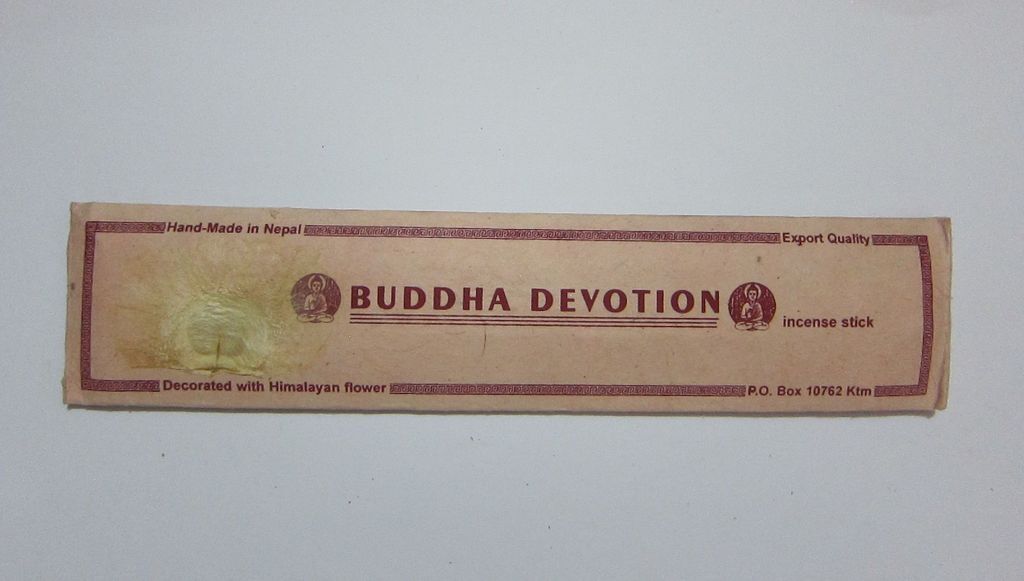 Hand-Made in Nepal
Export Quality
BUDDHA DEVOTION
incense stick
Decorated with Himalayan flower
P.O. Box 10762 Ktm